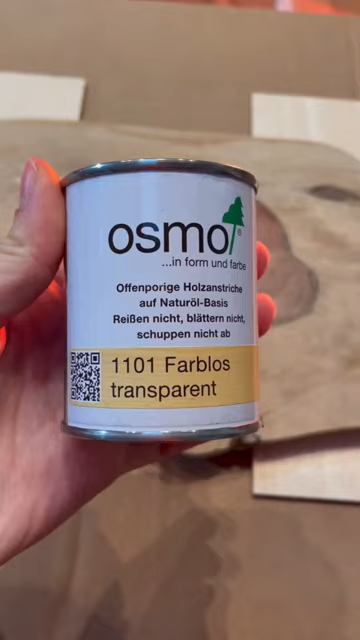 osmo®
...in form und farbe
Offenporige Holzanstriche
auf Naturöl-Basis
Reißen nicht, blättern nicht,
schuppen nicht ab
1101 Farblos
transparent